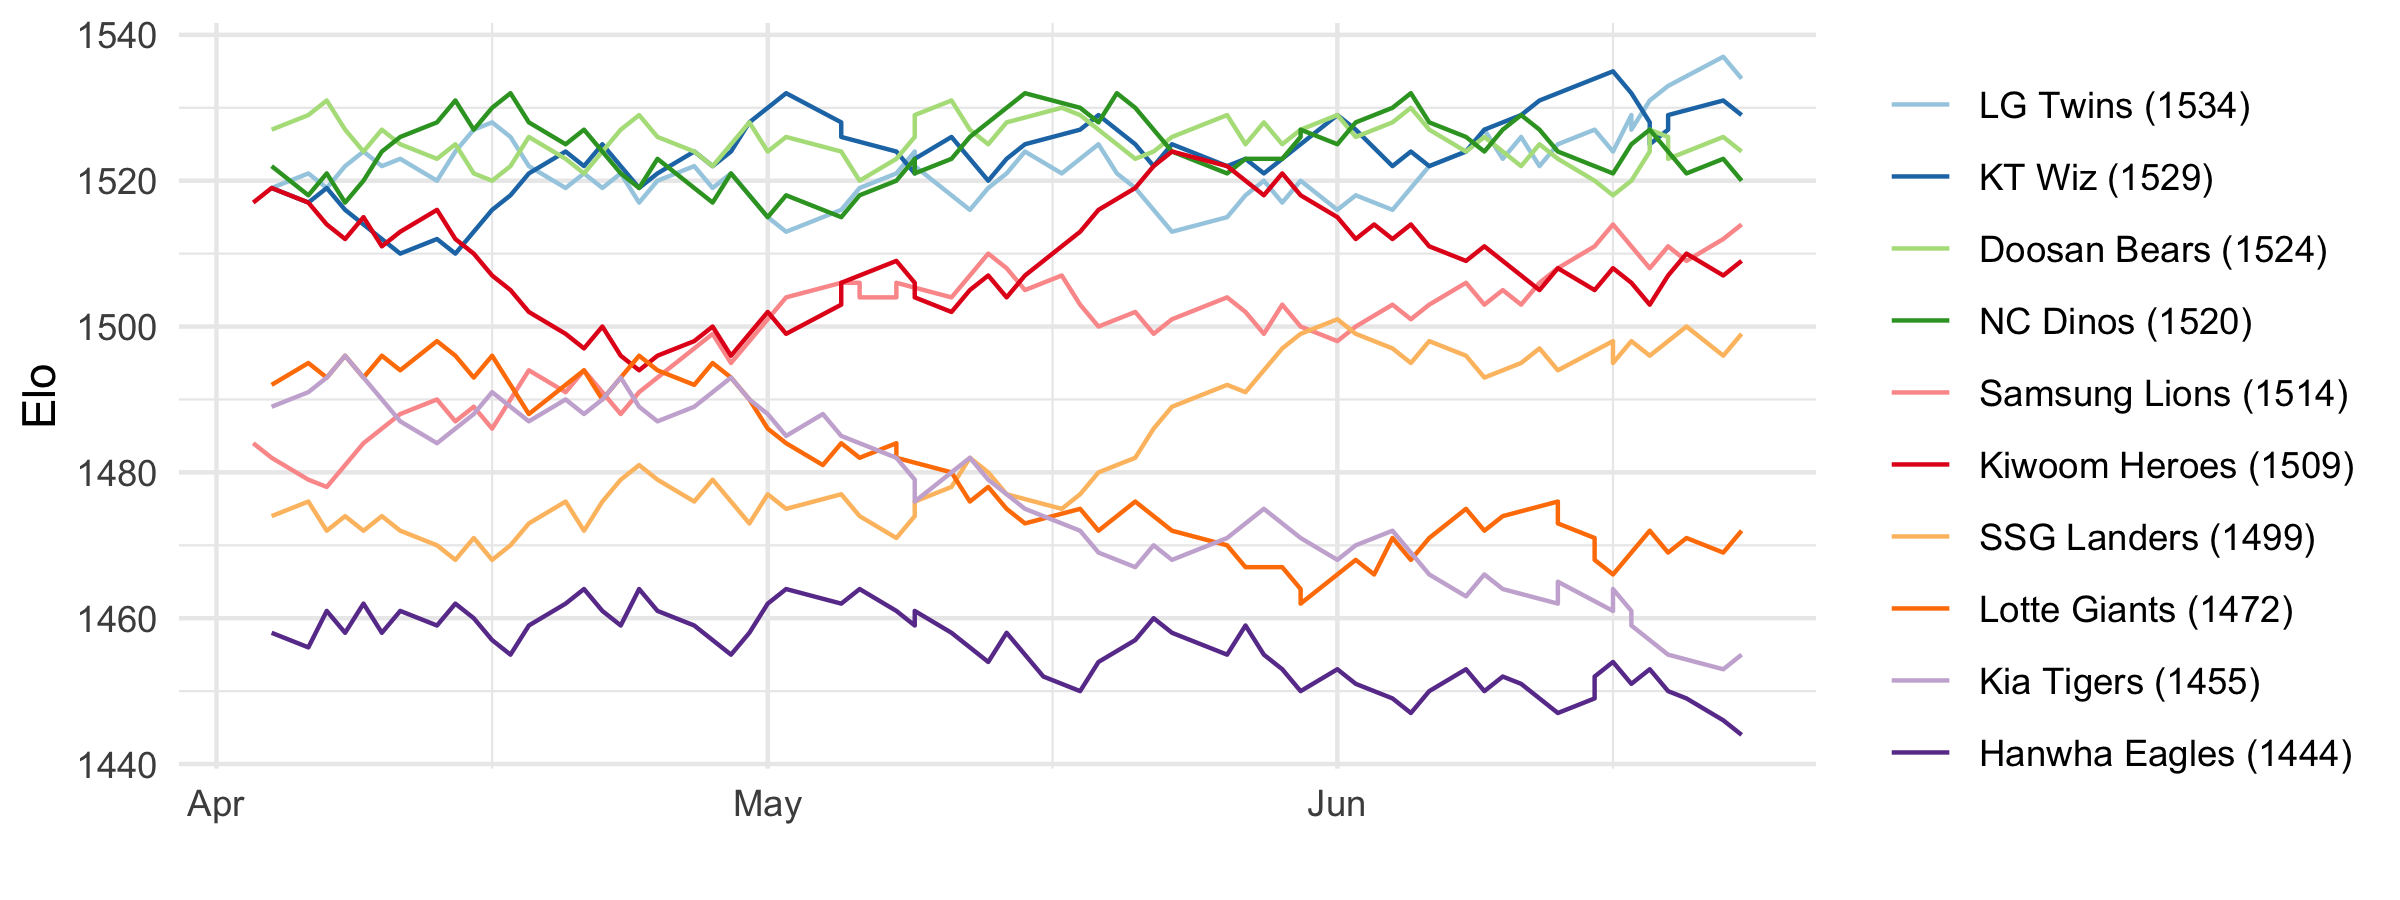 1540
1520
1500
1480
1460
1440
Elo
Apr
May
Jun
LG Twins (1534)
KT Wiz (1529)
Doosan Bears (1524)
NC Dinos (1520)
Samsung Lions (1514)
Kiwoom Heroes (1509)
SSG Landers (1499)
Lotte Giants (1472)
Kia Tigers (1455)
Hanwha Eagles (1444)